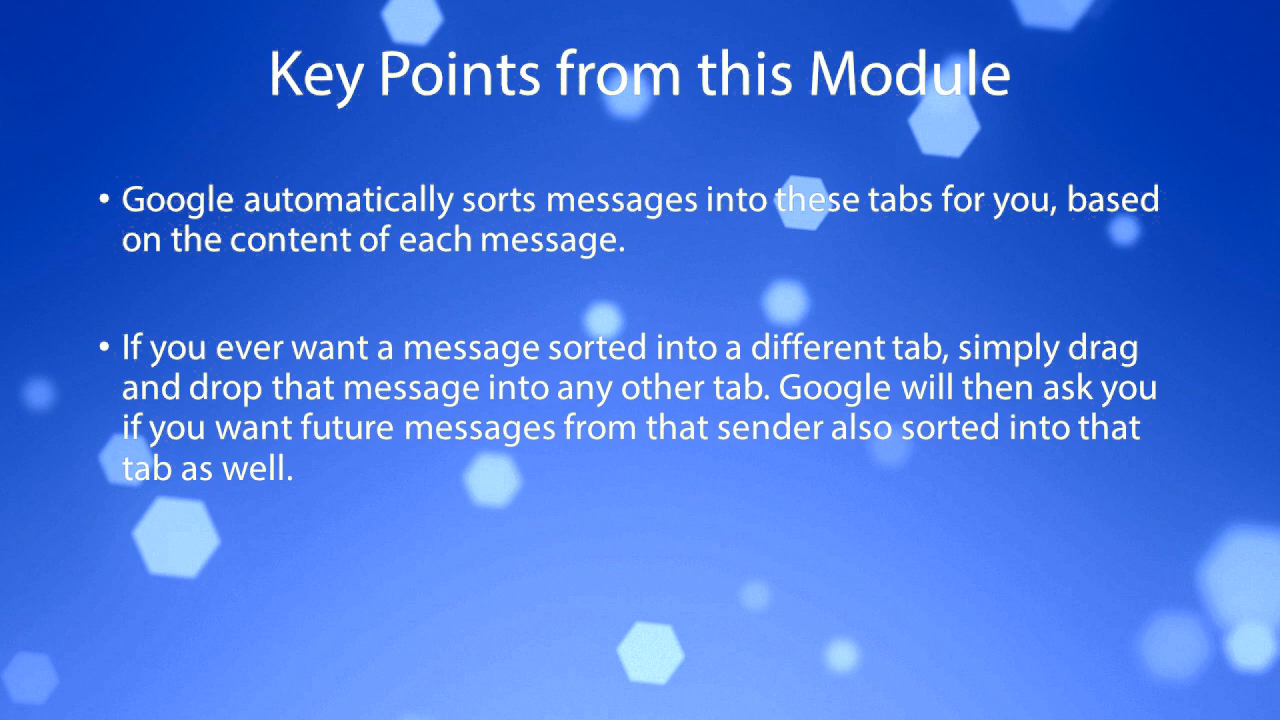 Key Points from this Module
• Google automatically sorts messages into these tabs for you, based
on the content of each message.
• If you ever want a message sorted into a different tab, simply drag
and drop that message into any other tab. Google will then ask you
if you want future messages from that sender also sorted into that
tab as well.